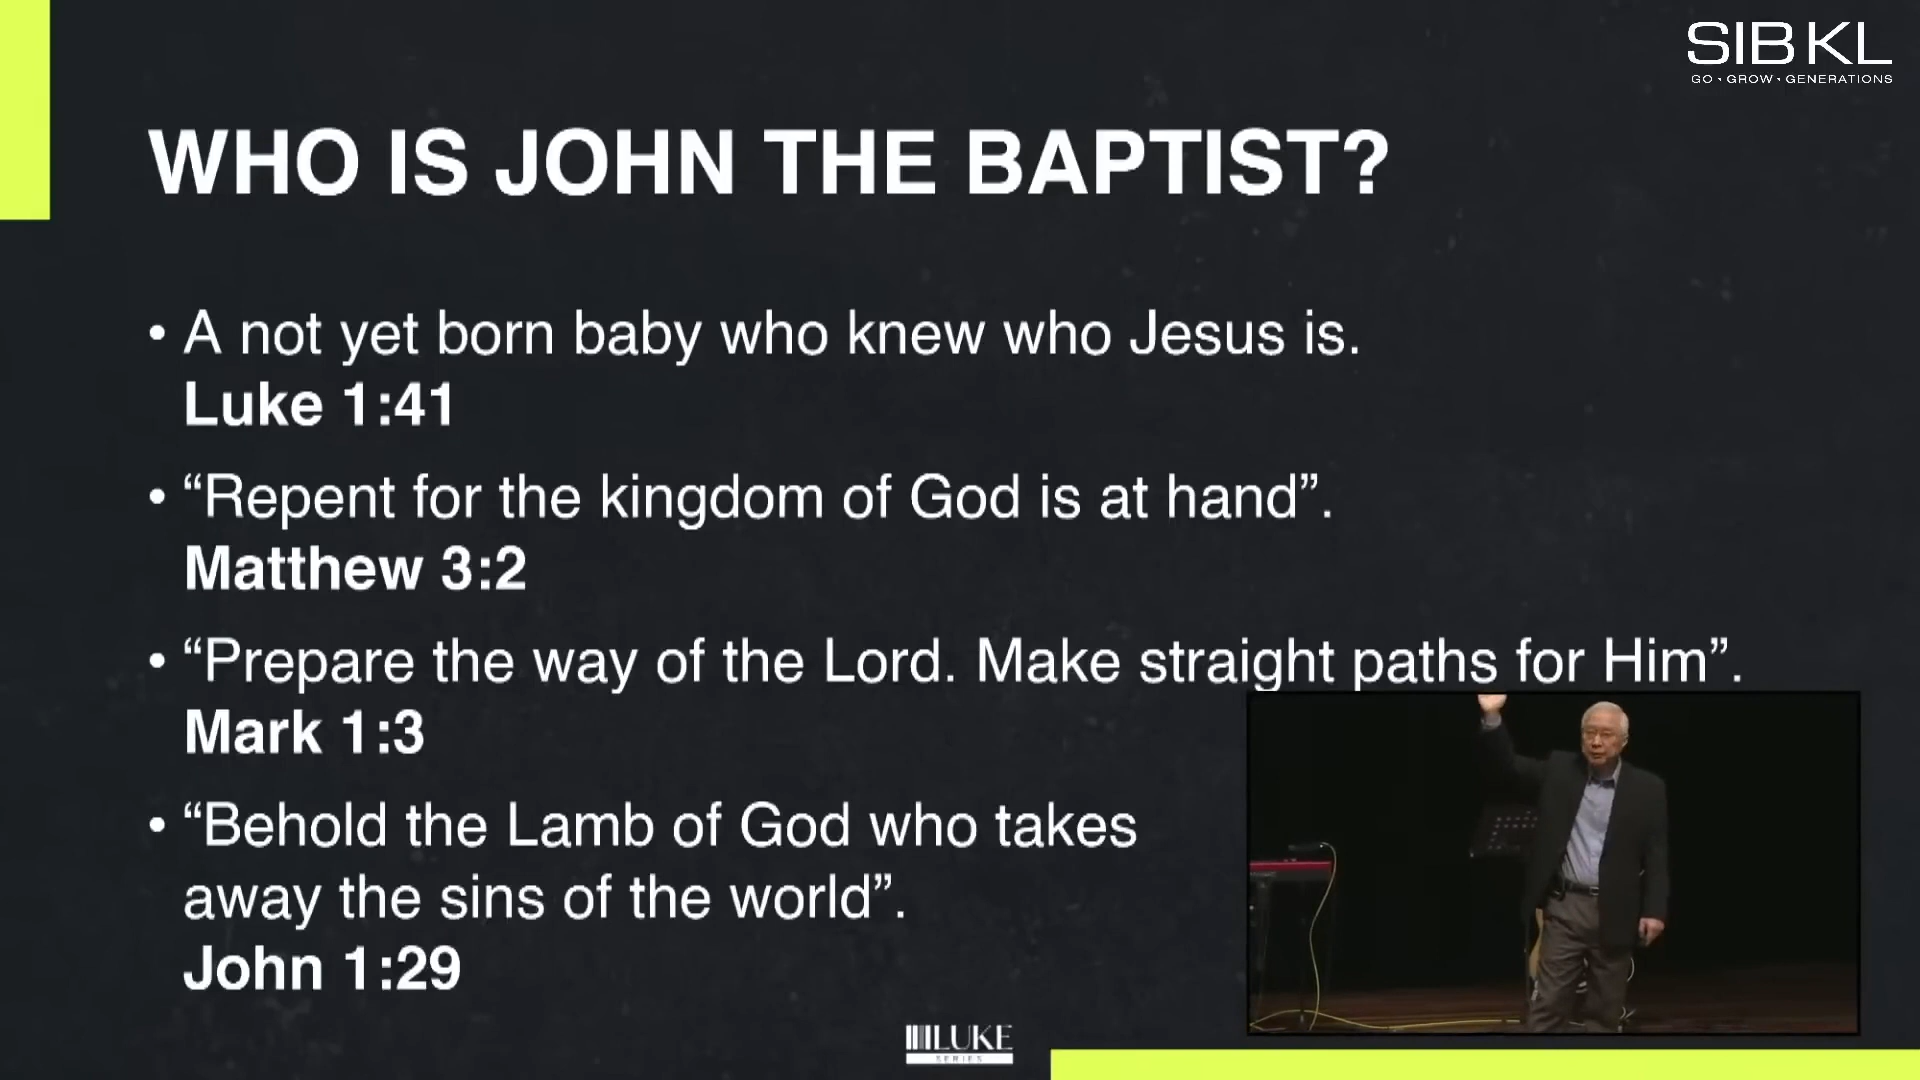 SIBKL
GO • GROW • GENERATIONS
WHO IS JOHN THE BAPTIST?
• A not yet born baby who knew who Jesus is.
Luke 1:41
• “Repent for the kingdom of God is at hand”.
Matthew 3:2
• “Prepare the way of the Lord. Make straight paths for Him”.
Mark 1:3
• “Behold the Lamb of God who takes
away the sins of the world”.
John 1:29
LUKE
SERIES